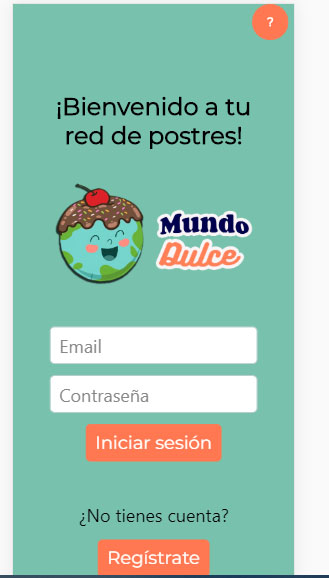 ?
¡Bienvenido a tu
red de postres!
Mundo
Dulce
Email
Contraseña
Iniciar sesión
¿No tienes cuenta?
Regístrate